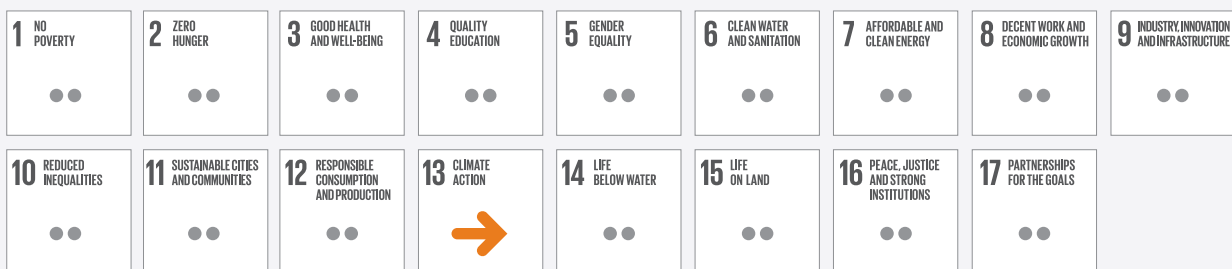 1 NO
POVERTY
2 ZERO
HUNGER
3 GOOD HEALTH
AND WELL-BEING
4 QUALITY
EDUCATION
5 GENDER
EQUALITY
6 CLEAN WATER
AND SANITATION
7 AFFORDABLE AND
CLEAN ENERGY
8 DECENT WORK AND
ECONOMIC GROWTH
9 INDUSTRY, INNOVATION
AND INFRASTRUCTURE
10 REDUCED
INEQUALITIES
11 SUSTAINABLE CITIES
AND COMMUNITIES
12 RESPONSIBLE
CONSUMPTION
AND PRODUCTION
13 CLIMATE
ACTION
14 LIFE
BELOW WATER
15 LIFE
ON LAND
16 PEACE, JUSTICE
AND STRONG
INSTITUTIONS
17 PARTNERSHIPS
FOR THE GOALS